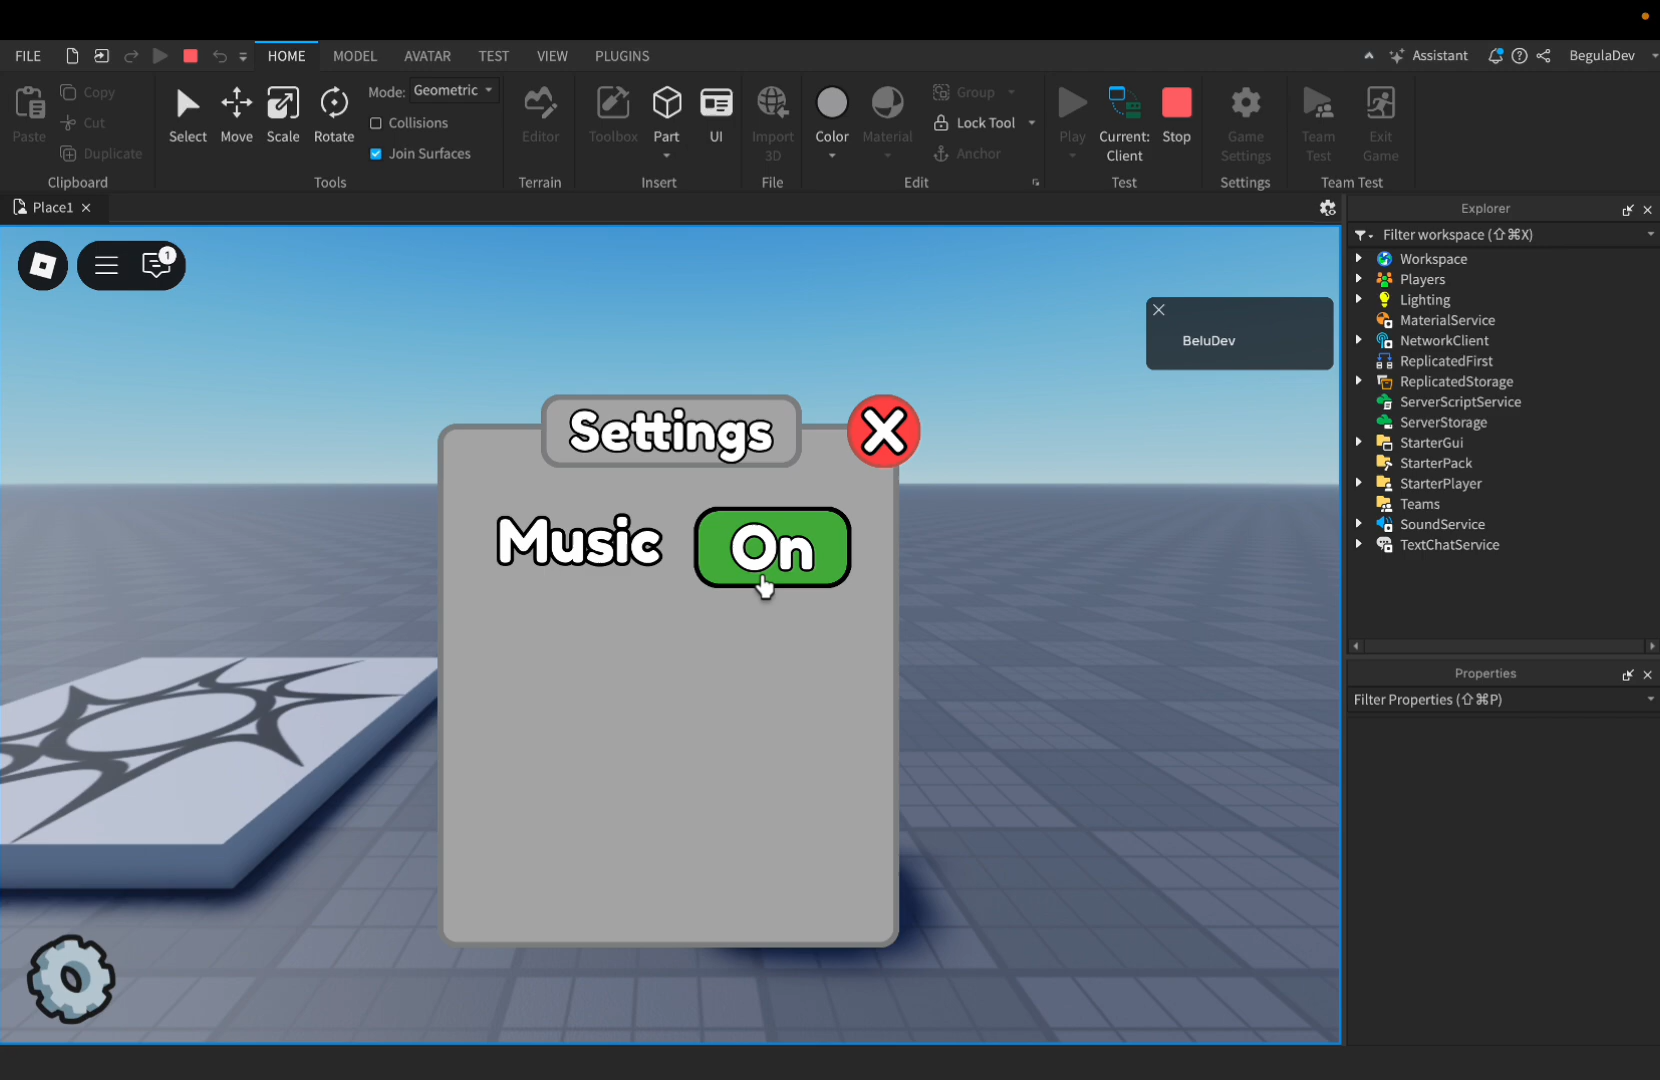 FILE
HOME
MODEL
AVATAR
TEST
VIEW
PLUGINS
Assistant
BegulaDev
Paste
Copy
Cut
Duplicate
Clipboard
Select
Move
Scale
Rotate
Mode: Geometric
Collisions
Join Surfaces
Tools
Editor
Terrain
Toolbox
Part
UI
Insert
Import
3D
File
Color
Material
Group
Lock Tool
Anchor
Edit
Play
Current:
Client
Stop
Test
Game
Settings
Settings
Team
Test
Exit
Game
Team Test
Place1
1
BeluDev
Settings
X
Music
On
Explorer
Filter workspace (⇧⌘X)
Workspace
Players
Lighting
MaterialService
NetworkClient
ReplicatedFirst
ReplicatedStorage
ServerScriptService
ServerStorage
StarterGui
StarterPack
StarterPlayer
Teams
SoundService
TextChatService
Properties
Filter Properties (⇧⌘P)